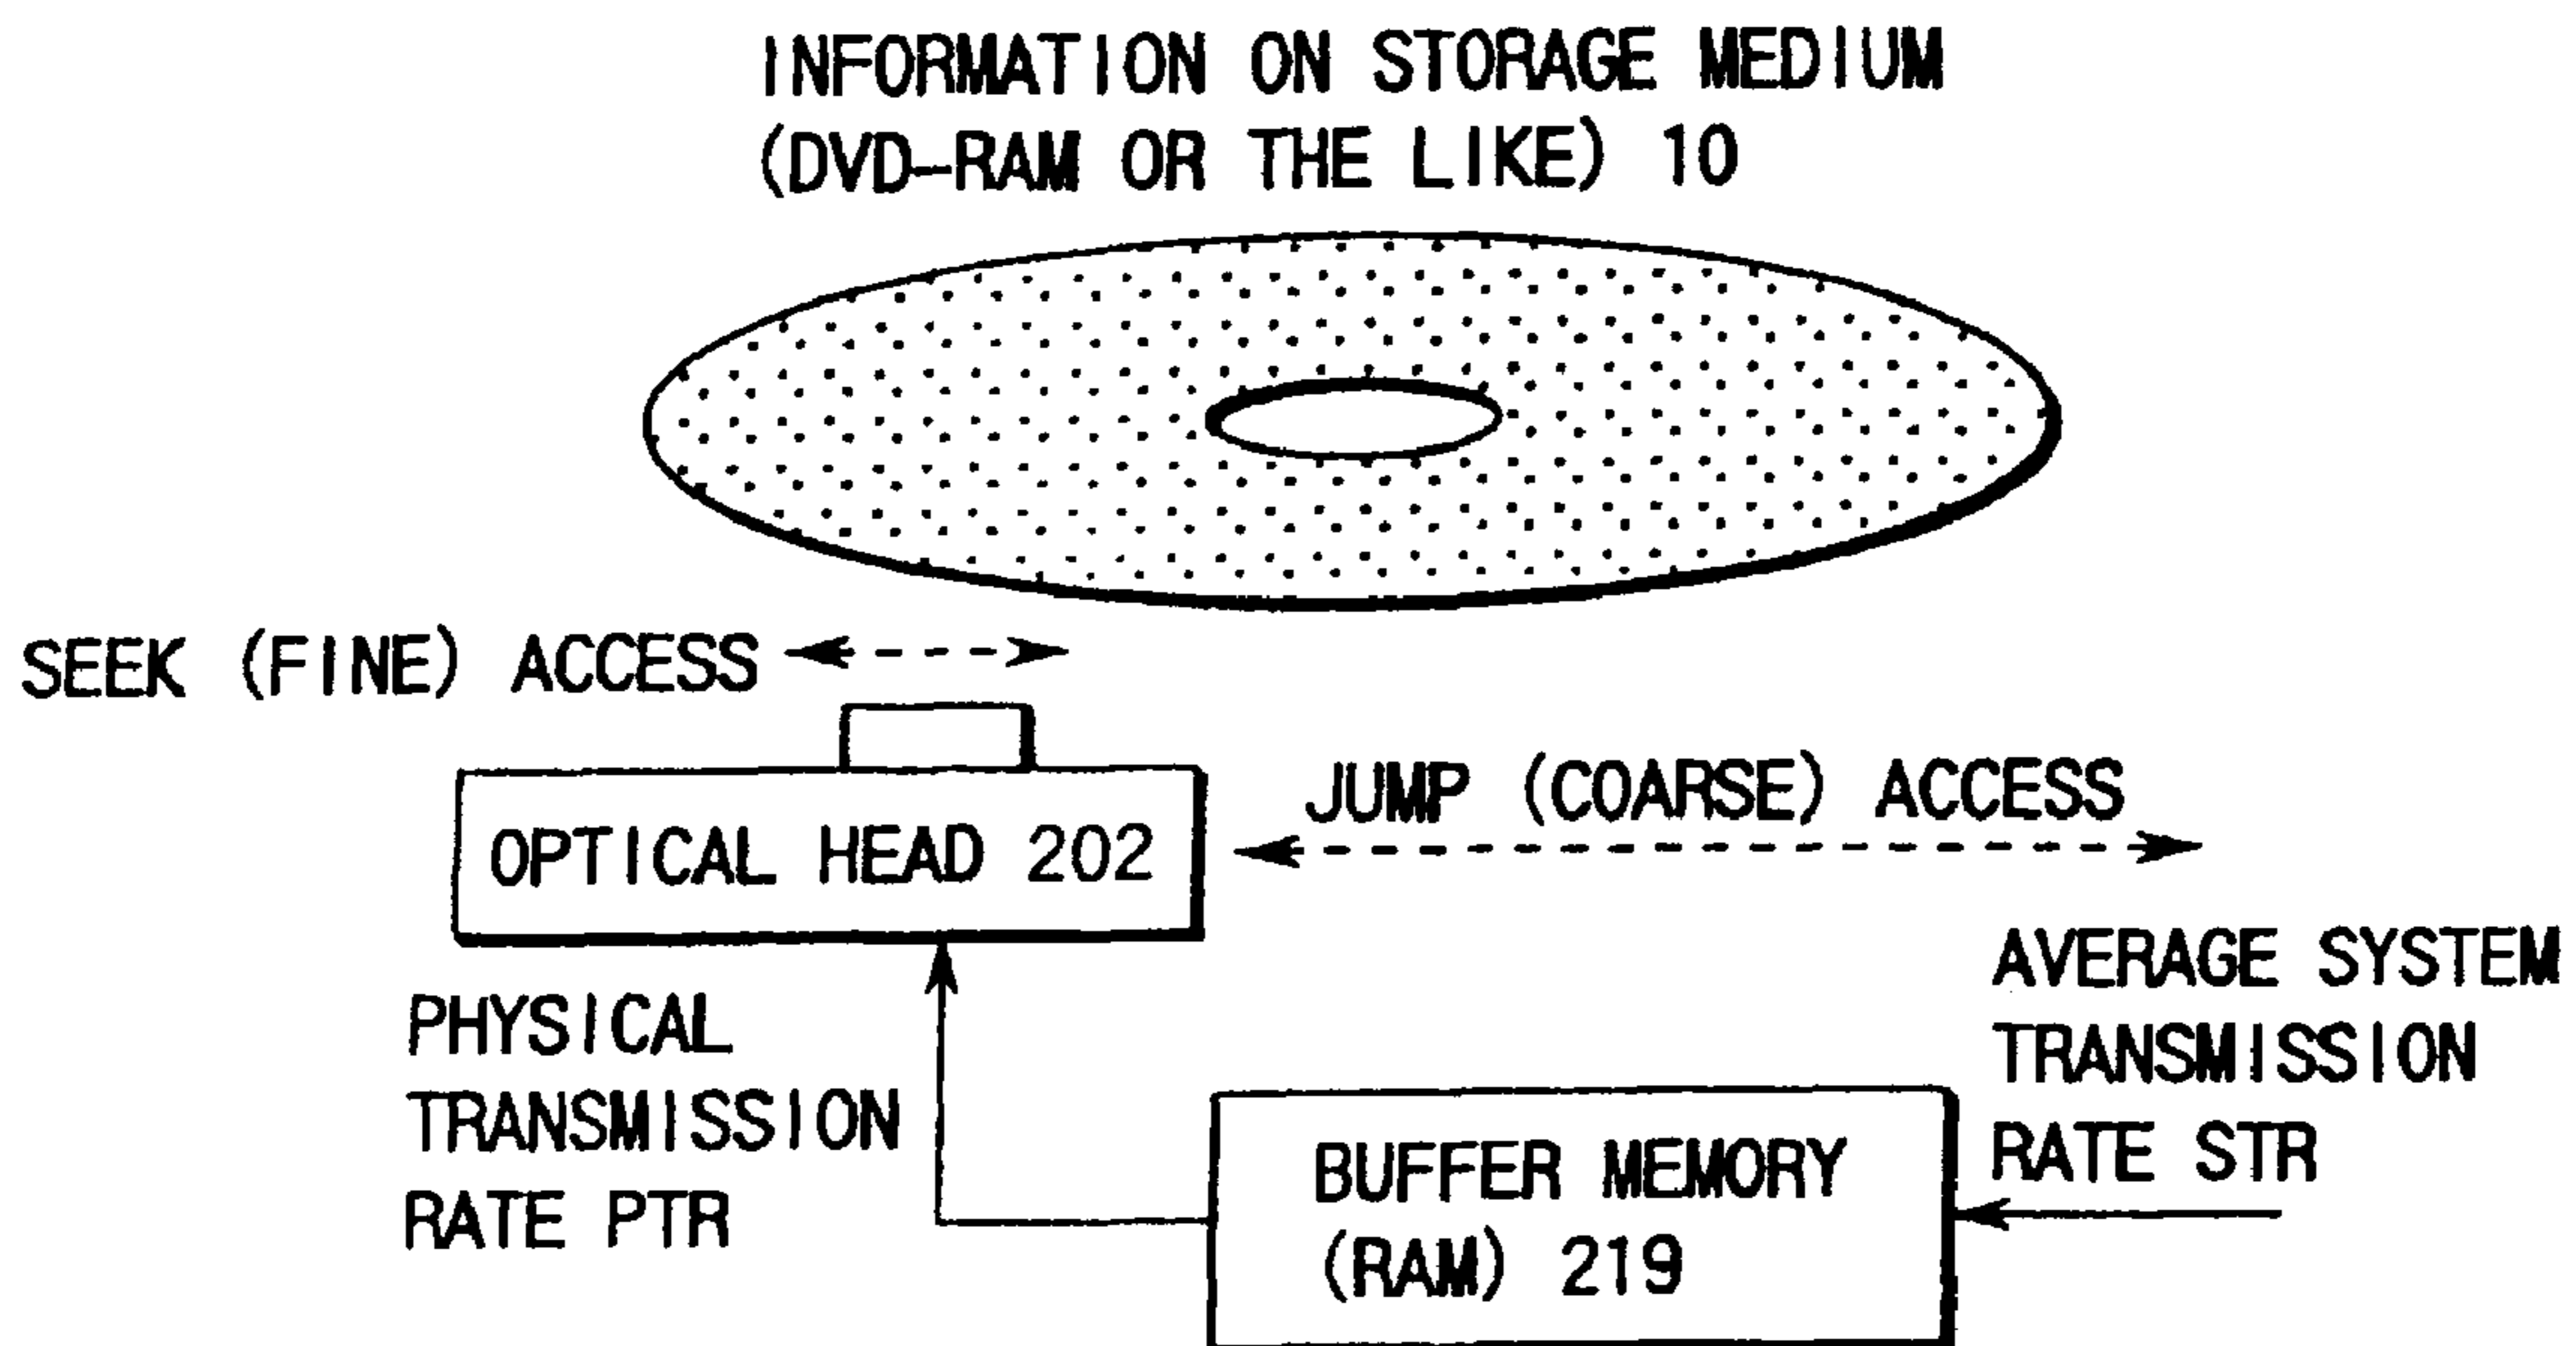 INFORMATION ON STORAGE MEDIUM
(DVD-RAM OR THE LIKE) 10
SEEK (FINE) ACCESS
OPTICAL HEAD 202
JUMP (COARSE) ACCESS
PHYSICAL
TRANSMISSION
RATE PTR
AVERAGE SYSTEM
TRANSMISSION
RATE STR
BUFFER MEMORY
(RAM) 219